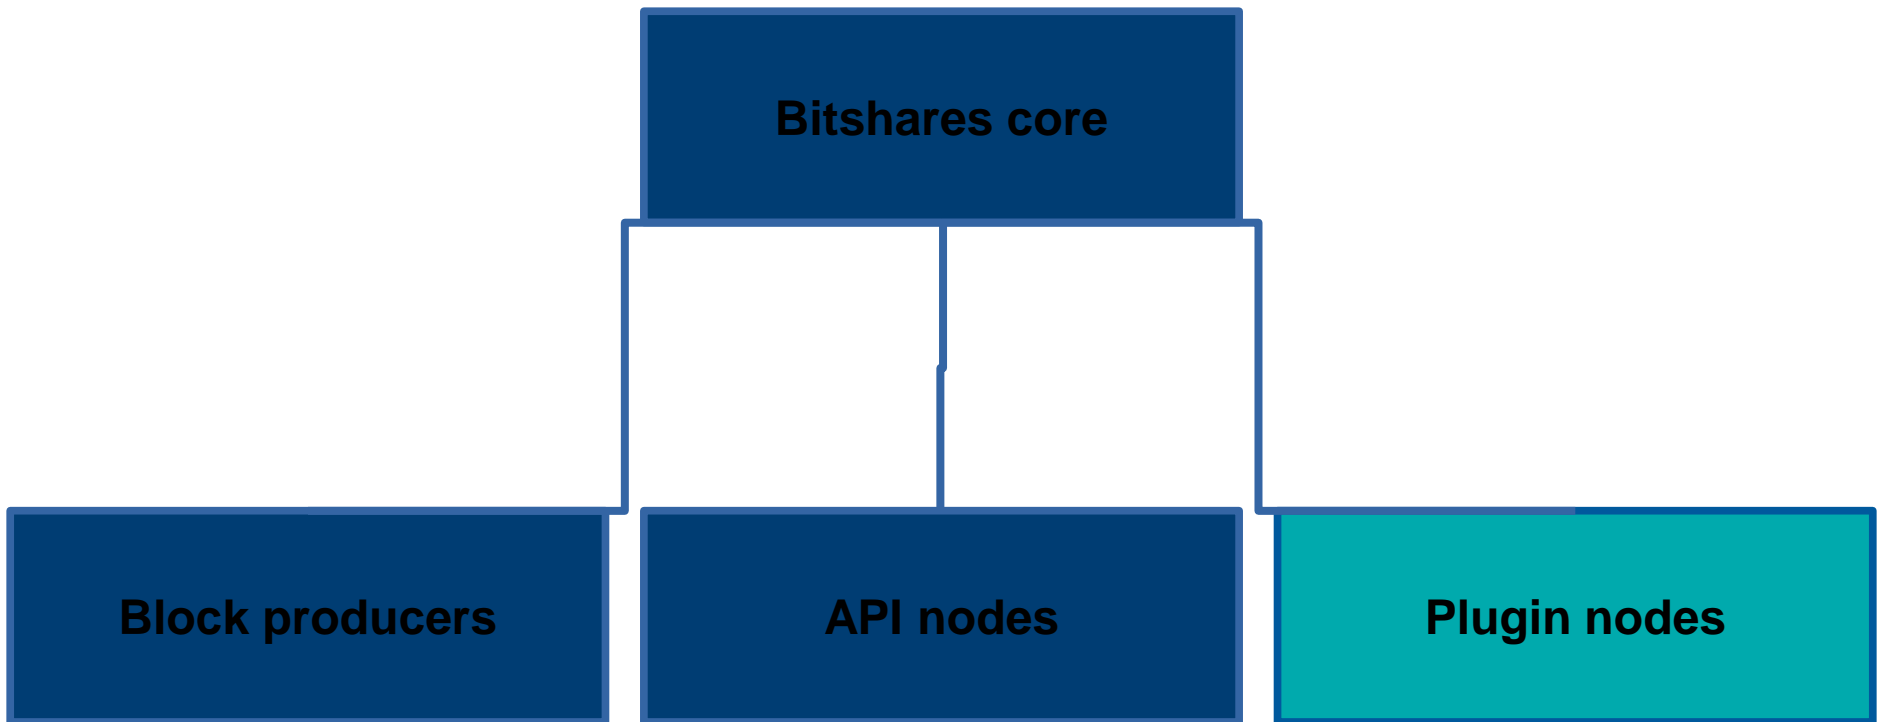 Bitshares core
Block producers
API nodes
Plugin nodes